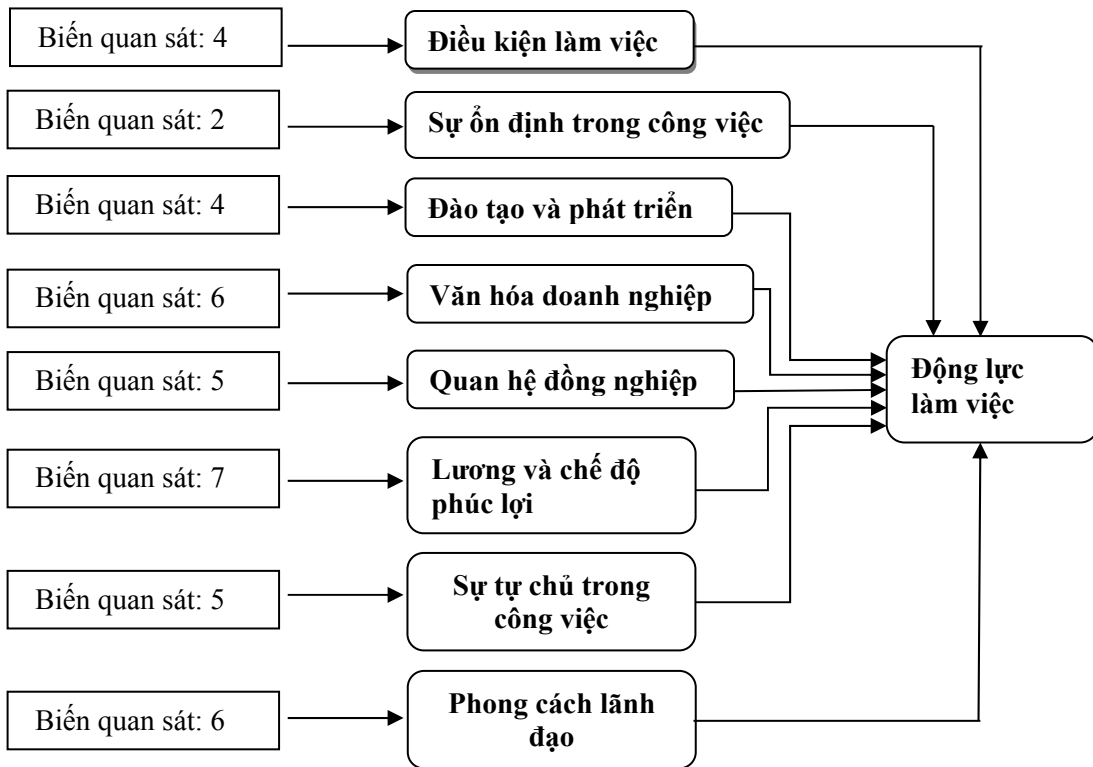 Biến quan sát: 4
Điều kiện làm việc
Biến quan sát: 2
Sự ổn định trong công việc
Biến quan sát: 4
Đào tạo và phát triển
Biến quan sát: 6
Văn hóa doanh nghiệp
Biến quan sát: 5
Quan hệ đồng nghiệp
Động lực
làm việc
Biến quan sát: 7
Lương và chế độ
phúc lợi
Biến quan sát: 5
Sự tự chủ trong
công việc
Biến quan sát: 6
Phong cách lãnh
đạo